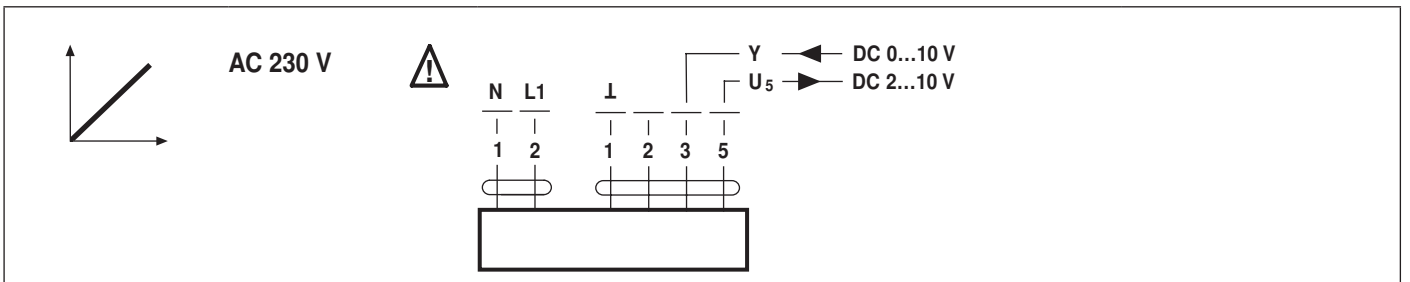 AC 230 V
Y DC 0...10 V
U5 DC 2...10 V
N L1 ⊥
1 2 1 2 3 5